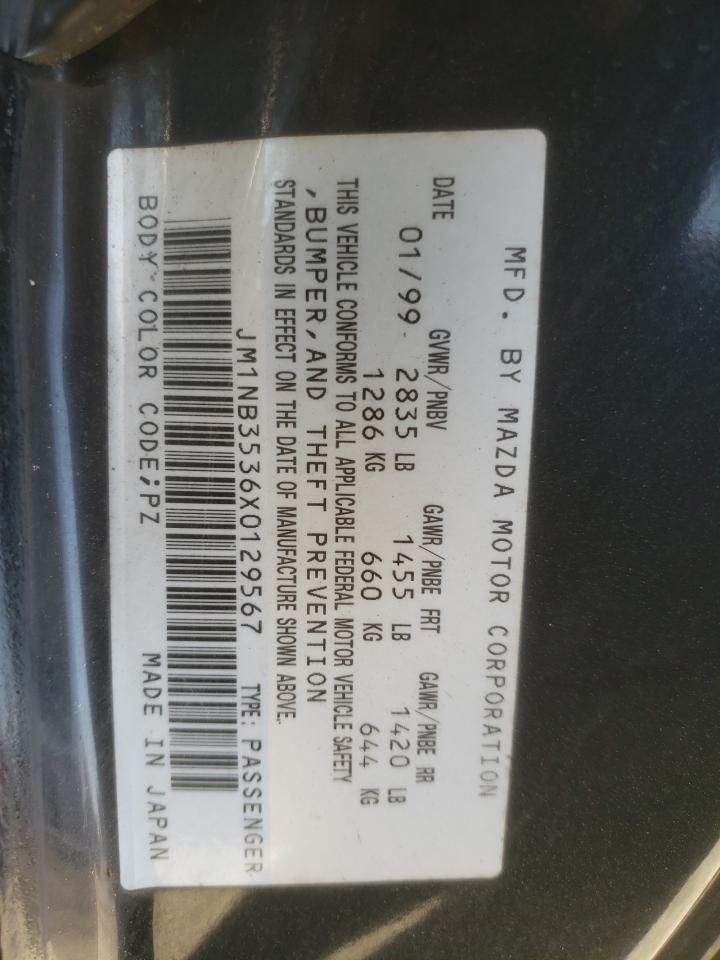 MFD. BY MAZDA MOTOR CORPORATION
DATE GVWR/PNBV GAWR/PNBE FRT GAWR/PNBE RR
01/99 2835 LB 1455 LB 1420 LB
1286 KG 660 KG 644 KG
THIS VEHICLE CONFORMS TO ALL APPLICABLE FEDERAL MOTOR VEHICLE SAFETY
,BUMPER,AND THEFT PREVENTION
STANDARDS IN EFFECT ON THE DATE OF MANUFACTURE SHOWN ABOVE.
JM1NB3536X0129567 TYPE: PASSENGER
BODY COLOR CODE;PZ MADE IN JAPAN